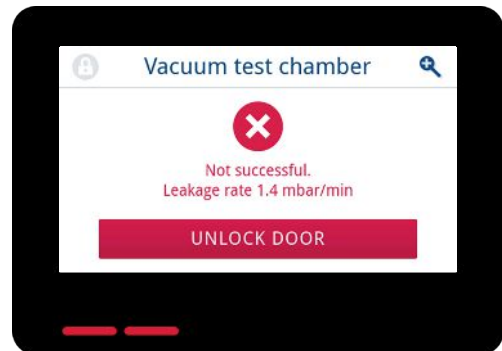 Vacuum test chamber
Not successful.
Leakage rate 1.4 mbar/min
UNLOCK DOOR